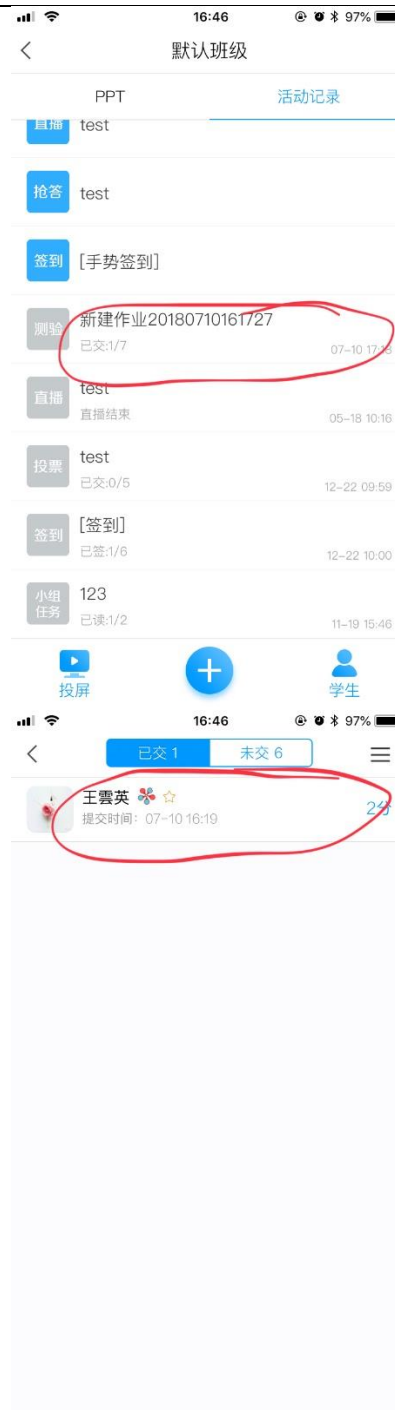 16:46
97%
默认班级
PPT
活动记录
直播
test
抢答
test
签到
[手势签到]
测验
新建作业20180710161727
已交:1/7
07-10 17:18
直播
test
直播结束
05-18 10:16
投票
test
已交:0/5
12-22 09:59
签到
[签到]
已签:1/6
12-22 10:00
小组
任务
123
已读:1/2
11-19 15:46
投屏
学生
16:46
97%
已交 1
未交 6
王雲英
2分
提交时间: 07-10 16:19